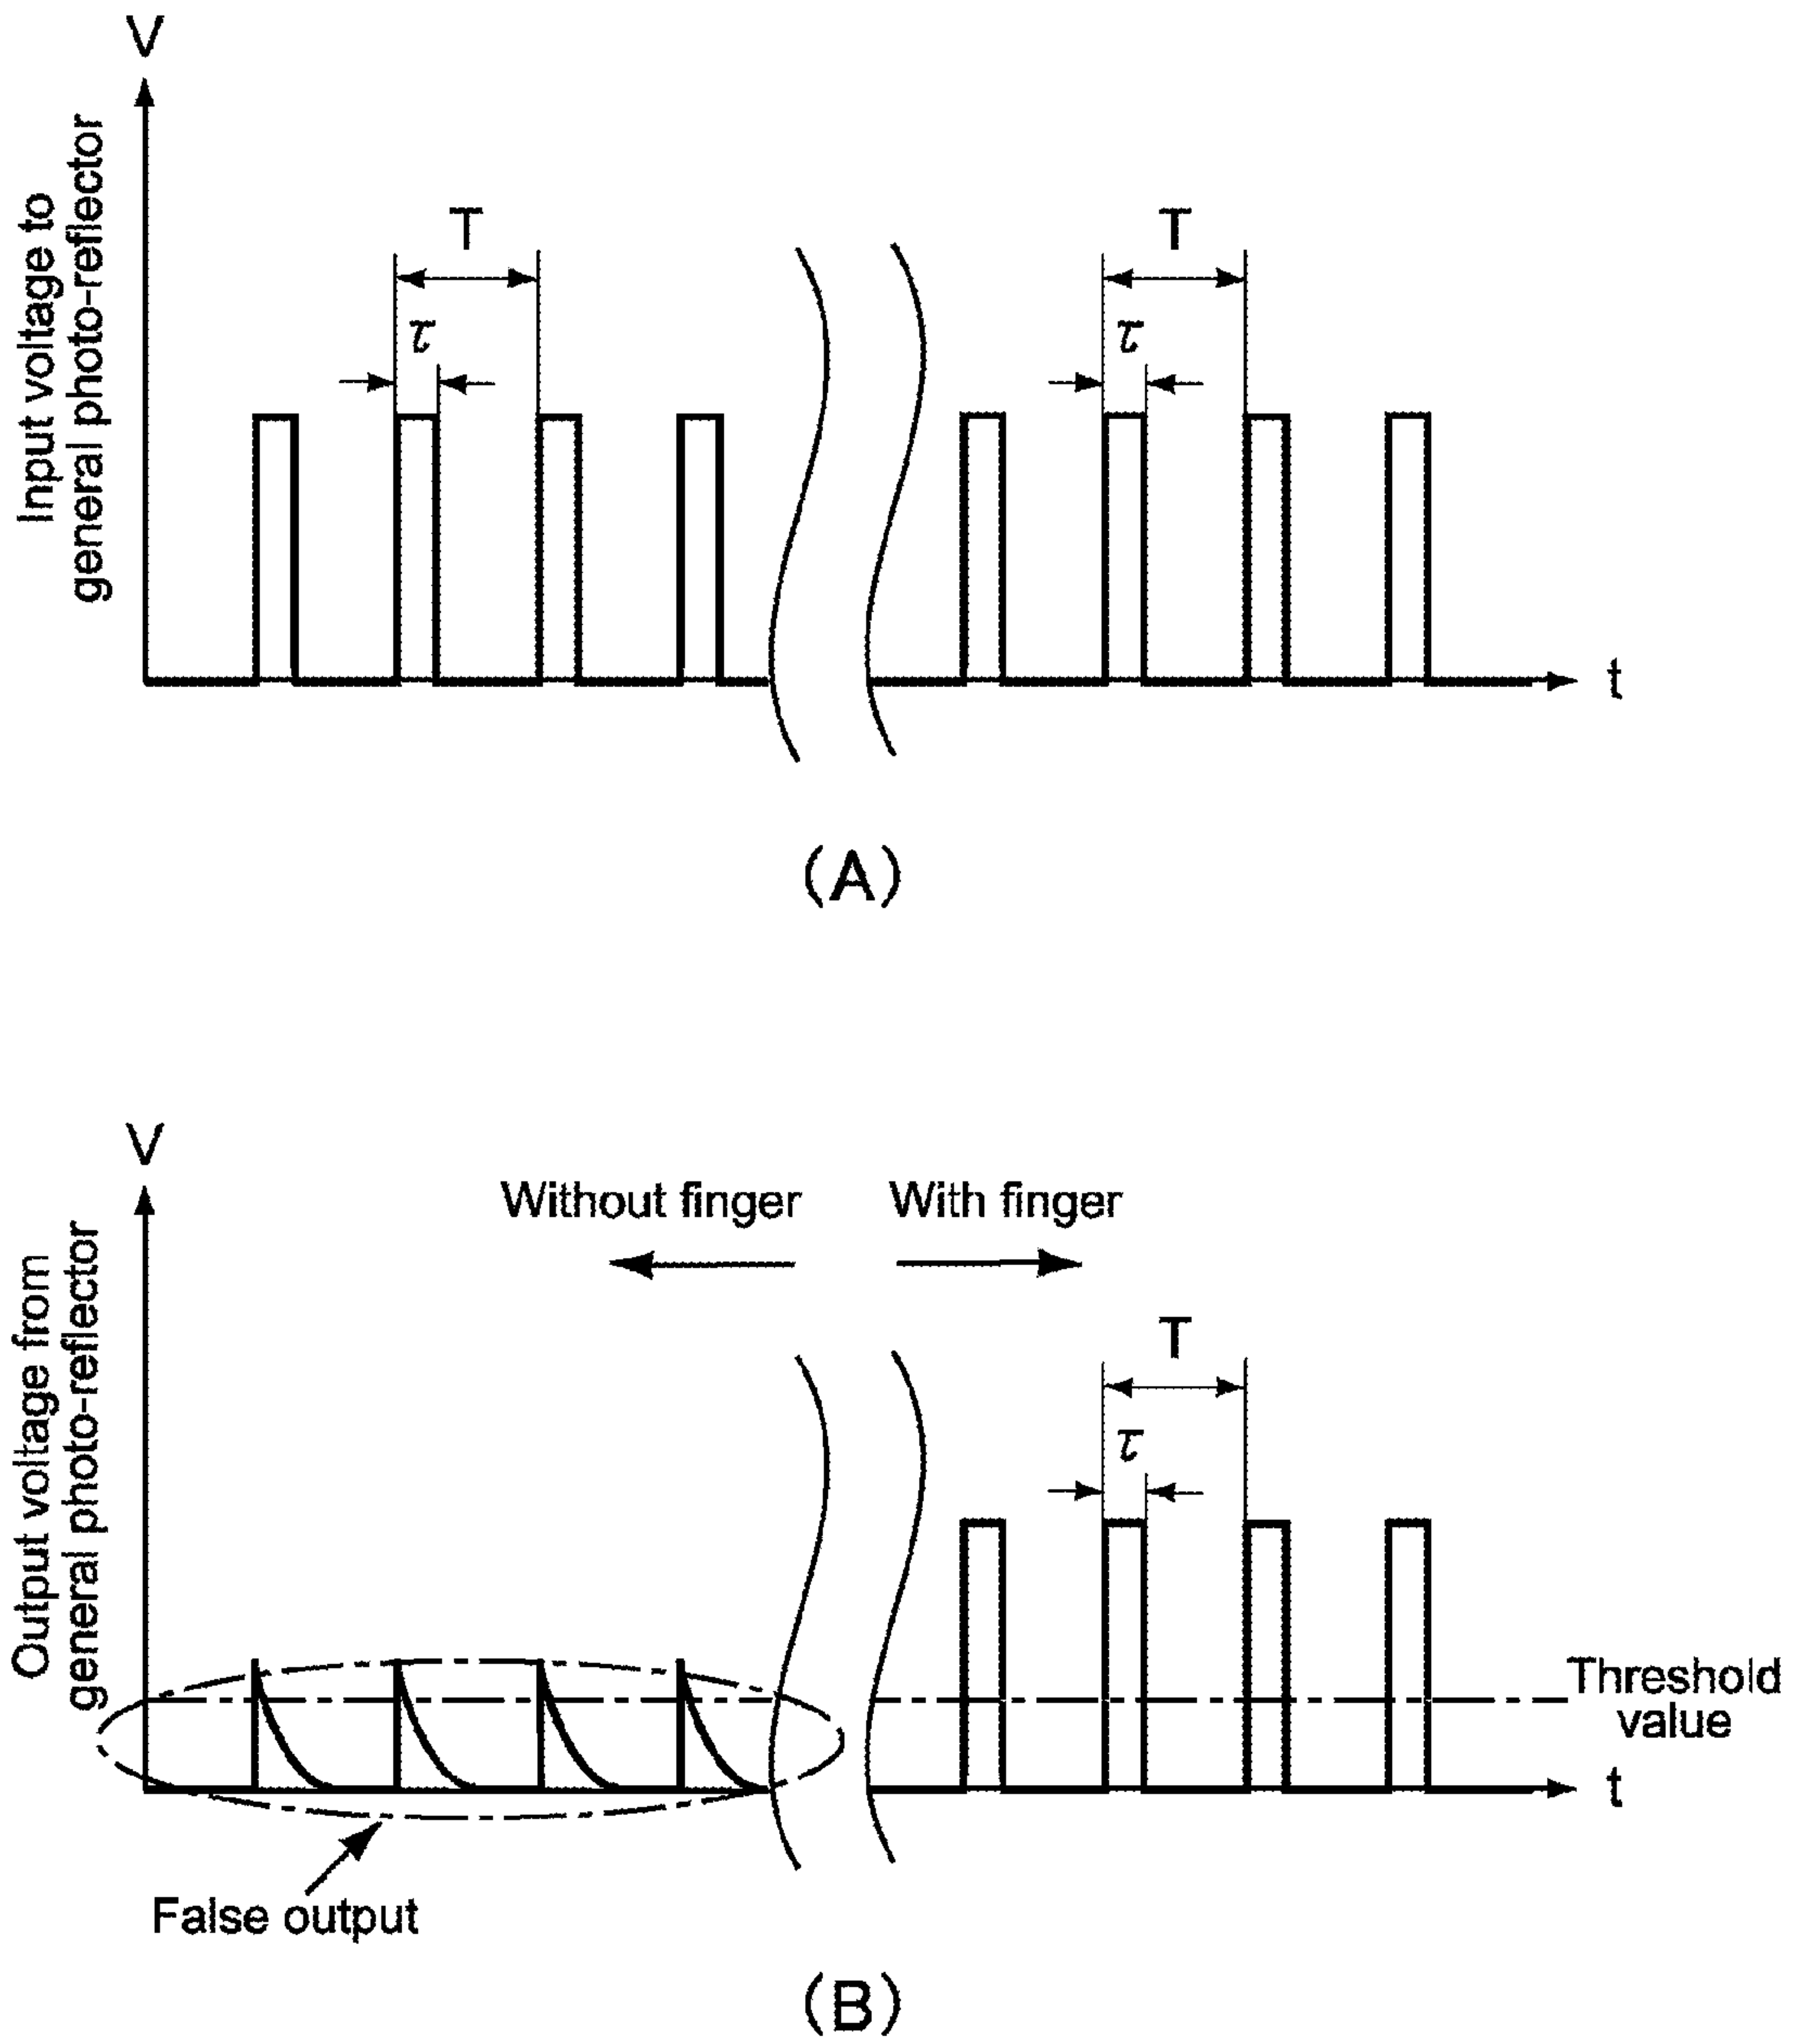 V
Input voltage to
general photo-reflector
T
τ
T
τ
t
(A)
V
Output voltage from
general photo-reflector
Without finger
With finger
T
τ
Threshold
value
t
False output
(B)